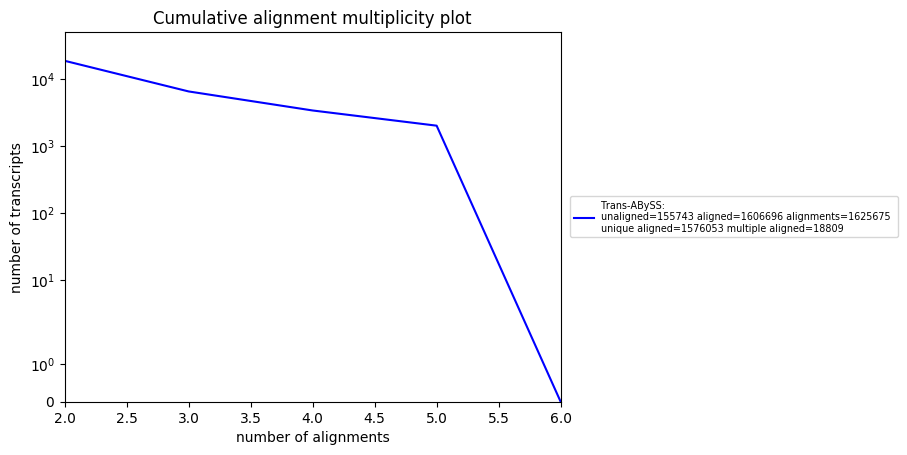 Cumulative alignment multiplicity plot
number of transcripts
10⁴
10³
10²
10¹
10⁰
0
2.0 2.5 3.0 3.5 4.0 4.5 5.0 5.5 6.0
number of alignments
Trans-ABySS:
unaligned=155743 aligned=1606696 alignments=1625675
unique aligned=1576053 multiple aligned=18809